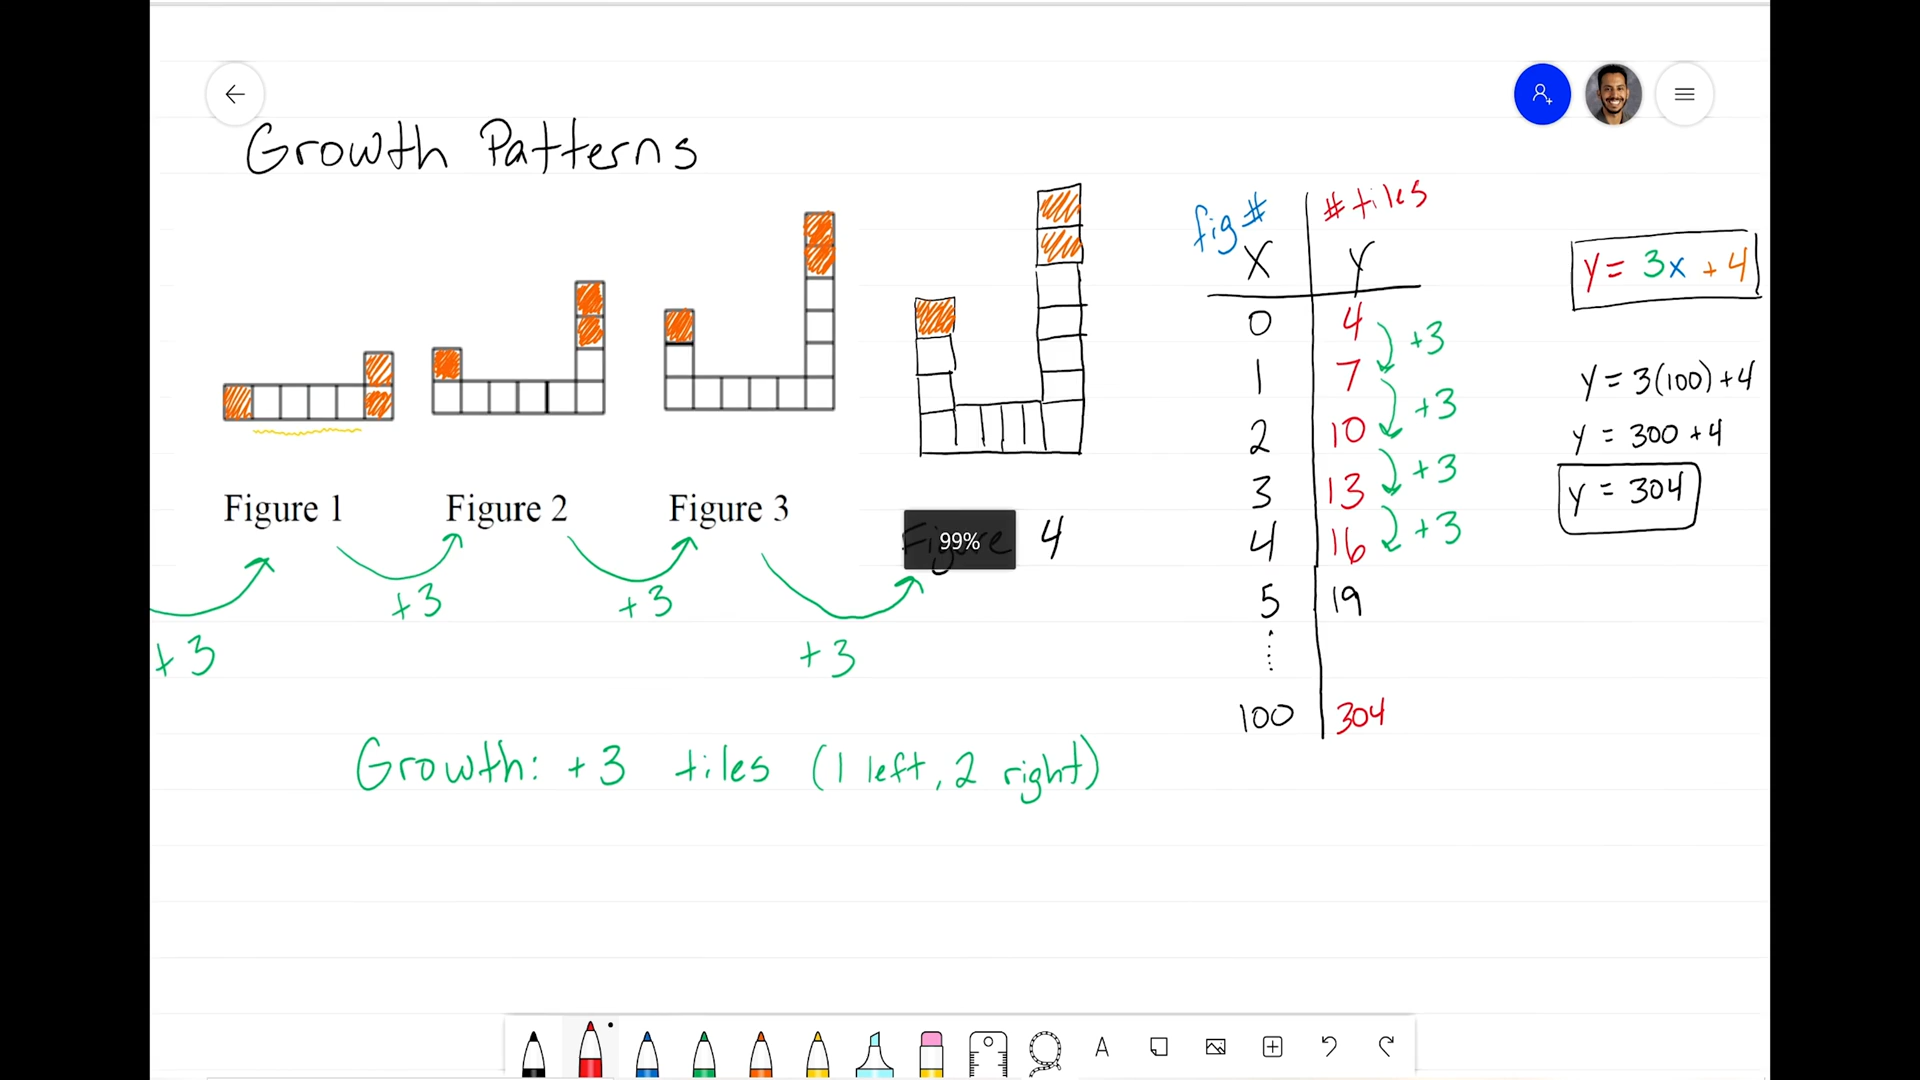 Growth Patterns
Figure 1
Figure 2
Figure 3
Figure 4
99%
+3
+3
+3
+3
Growth: +3 tiles (1 left, 2 right)
fig # # tiles
X Y
0 4
1 7
2 10
3 13
4 16
5 19
100 304
+3
+3
+3
+3
y = 3x + 4
y = 3(100) + 4
y = 300 + 4
y = 304
A